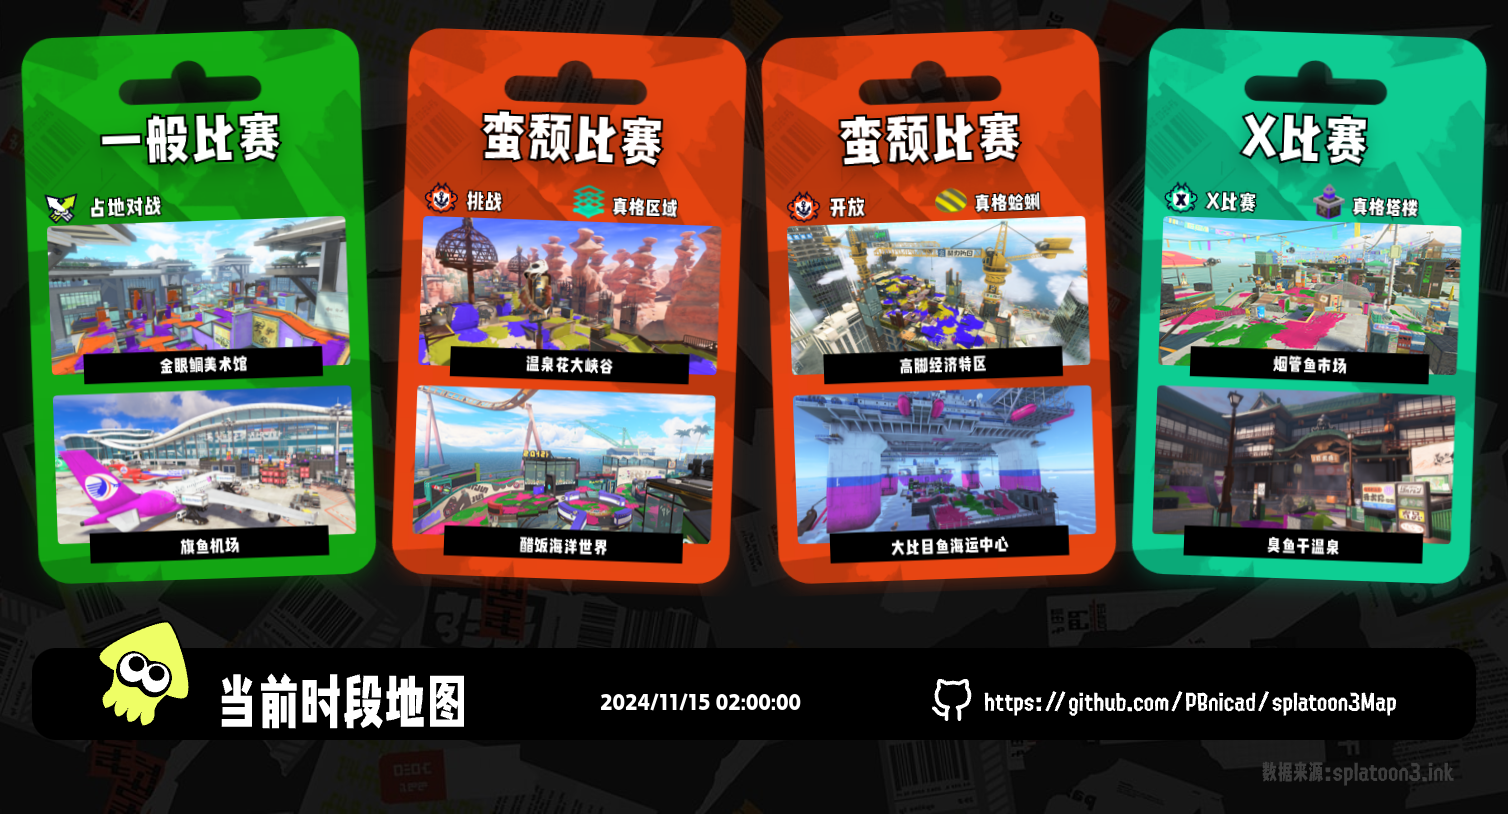 一般比赛
占地对战
金眼鲷美术馆
旗鱼机场
蛮颓比赛
挑战
真格区域
温泉花大峡谷
醋饭海洋世界
蛮颓比赛
开放
真格蛤蜊
高脚经济特区
大比目鱼海运中心
X比赛
X比赛
真格塔楼
烟管鱼市场
臭鱼干温泉
当前时段地图
2024/11/15 02:00:00
https://github.com/PBnicad/splatoon3Map
数据来源:splatoon3.ink